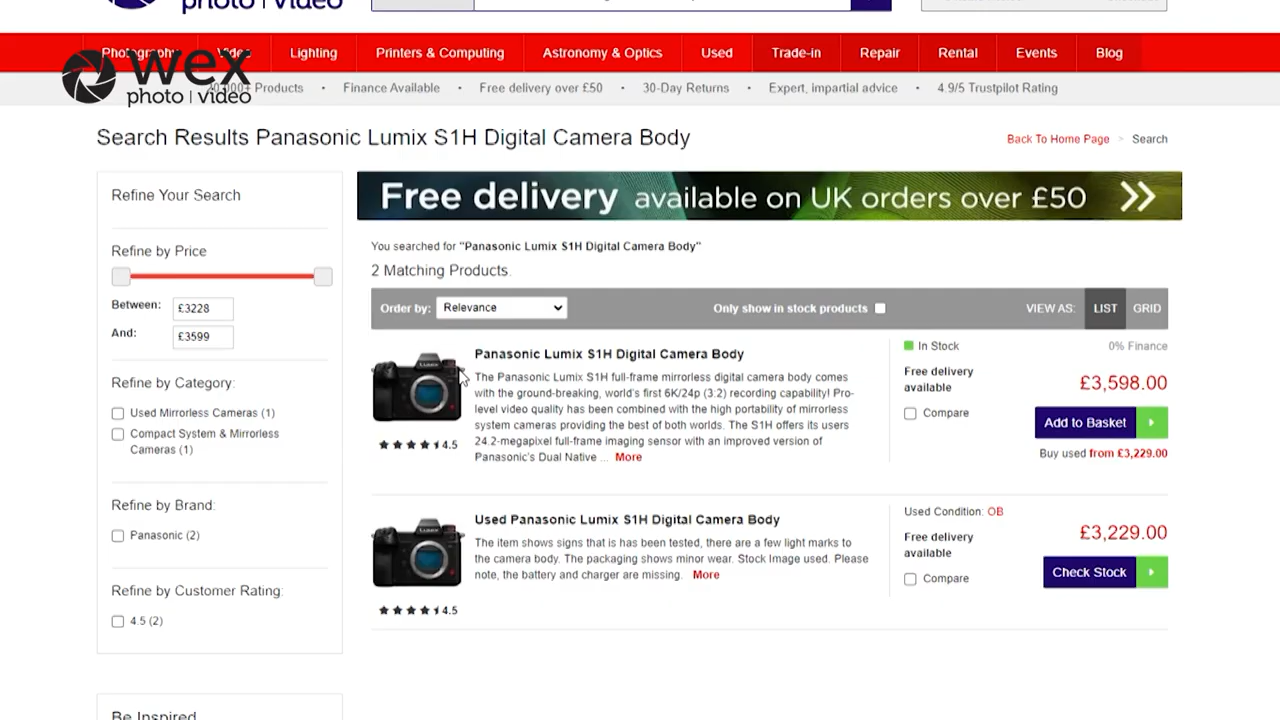 photo | video
Photography
Video
Lighting
Printers & Computing
Astronomy & Optics
Used
Trade-in
Repair
Rental
Events
Blog
wex
photo | video
Products • Finance Available • Free delivery over £50 • 30-Day Returns • Expert, impartial advice • 4.9/5 Trustpilot Rating
Search Results Panasonic Lumix S1H Digital Camera Body
Back To Home Page > Search
Refine Your Search
Refine by Price
Between: £3228
And: £3599
Refine by Category:
Used Mirrorless Cameras (1)
Compact System & Mirrorless
Cameras (1)
Refine by Brand:
Panasonic (2)
Refine by Customer Rating:
4.5 (2)
Be Inspired
Free delivery available on UK orders over £50
You searched for "Panasonic Lumix S1H Digital Camera Body"
2 Matching Products.
Order by: Relevance
Only show in stock products
VIEW AS: LIST GRID
Panasonic Lumix S1H Digital Camera Body
The Panasonic Lumix S1H full-frame mirrorless digital camera body comes
with the ground-breaking, world's first 6K/24p (3:2) recording capability! Pro-
level video quality has been combined with the high portability of mirrorless
system cameras providing the best of both worlds. The S1H offers its users
24.2-megapixel full-frame imaging sensor with an improved version of
Panasonic's Dual Native ... More
4.5
In Stock
0% Finance
Free delivery
available
£3,598.00
Compare
Add to Basket
Buy used from £3,229.00
Used Panasonic Lumix S1H Digital Camera Body
The item shows signs that is has been tested, there are a few light marks to
the camera body. The packaging shows minor wear. Stock Image used. Please
note, the battery and charger are missing. More
4.5
Used Condition: OB
Free delivery
available
£3,229.00
Compare
Check Stock